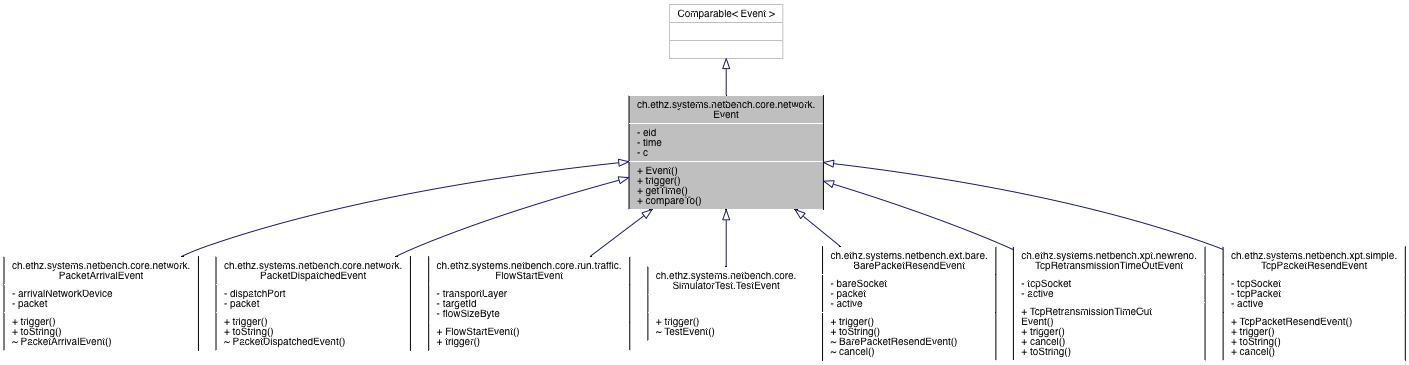 Comparable< Event >
ch.ethz.systems.netbench.core.network.
Event
- eid
- time
- c
+ Event()
+ trigger()
+ getTime()
+ compareTo()
ch.ethz.systems.netbench.core.network.
PacketArrivalEvent
- arrivalNetworkDevice
- packet
+ trigger()
+ toString()
~ PacketArrivalEvent()
ch.ethz.systems.netbench.core.network.
PacketDispatchedEvent
- dispatchPort
- packet
+ trigger()
+ toString()
~ PacketDispatchedEvent()
ch.ethz.systems.netbench.core.run.traffic.
FlowStartEvent
- transportLayer
- targetId
- flowSizeByte
+ FlowStartEvent()
+ trigger()
ch.ethz.systems.netbench.core.
SimulatorTest.TestEvent
+ trigger()
~ TestEvent()
ch.ethz.systems.netbench.ext.bare.
BarePacketResendEvent
- bareSocket
- packet
- active
+ trigger()
+ toString()
~ BarePacketResendEvent()
~ cancel()
ch.ethz.systems.netbench.xpt.newreno.
TcpRetransmissionTimeOutEvent
- tcpSocket
- active
+ TcpRetransmissionTimeOut
Event()
+ trigger()
+ cancel()
+ toString()
ch.ethz.systems.netbench.xpt.simple.
TcpPacketResendEvent
- tcpSocket
- tcpPacket
- active
+ TcpPacketResendEvent()
+ trigger()
+ toString()
+ cancel()